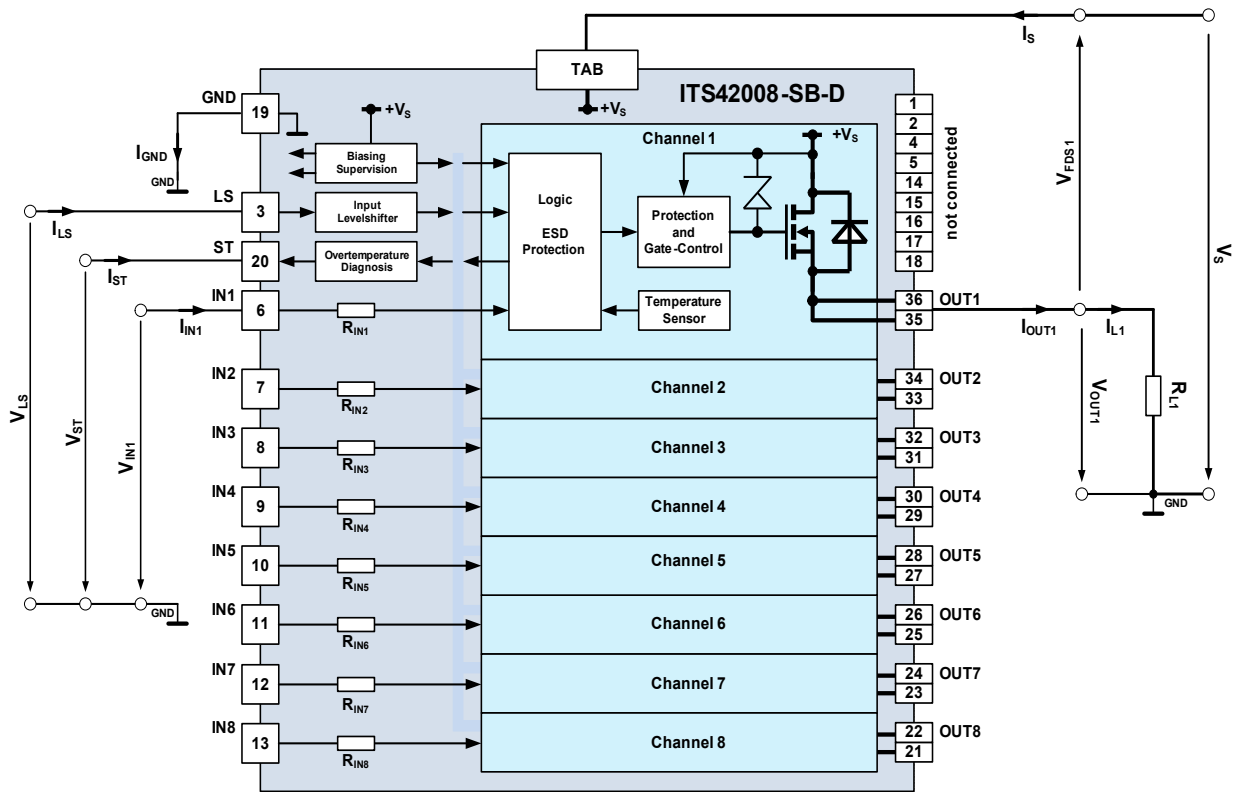 I_S
TAB
ITS42008-SB-D
+V_S
GND
19
I_GND
GND
+V_S
Biasing
Supervision
LS
3
I_LS
Input
Levelshifter
ST
20
I_ST
Overtemperature
Diagnosis
IN1
6
I_IN1
R_IN1
Channel 1
Logic
ESD
Protection
Protection
and
Gate-Control
Temperature
Sensor
+V_S
1
2
4
5
14
15
16
17
18
not connected
36
35
OUT1
I_OUT1
I_L1
V_FDS1
V_S
V_OUT1
R_L1
GND
V_LS
V_ST
V_IN1
GND
IN2
7
R_IN2
Channel 2
34
33
OUT2
IN3
8
R_IN3
Channel 3
32
31
OUT3
IN4
9
R_IN4
Channel 4
30
29
OUT4
IN5
10
R_IN5
Channel 5
28
27
OUT5
IN6
11
R_IN6
Channel 6
26
25
OUT6
IN7
12
R_IN7
Channel 7
24
23
OUT7
IN8
13
R_IN8
Channel 8
22
21
OUT8